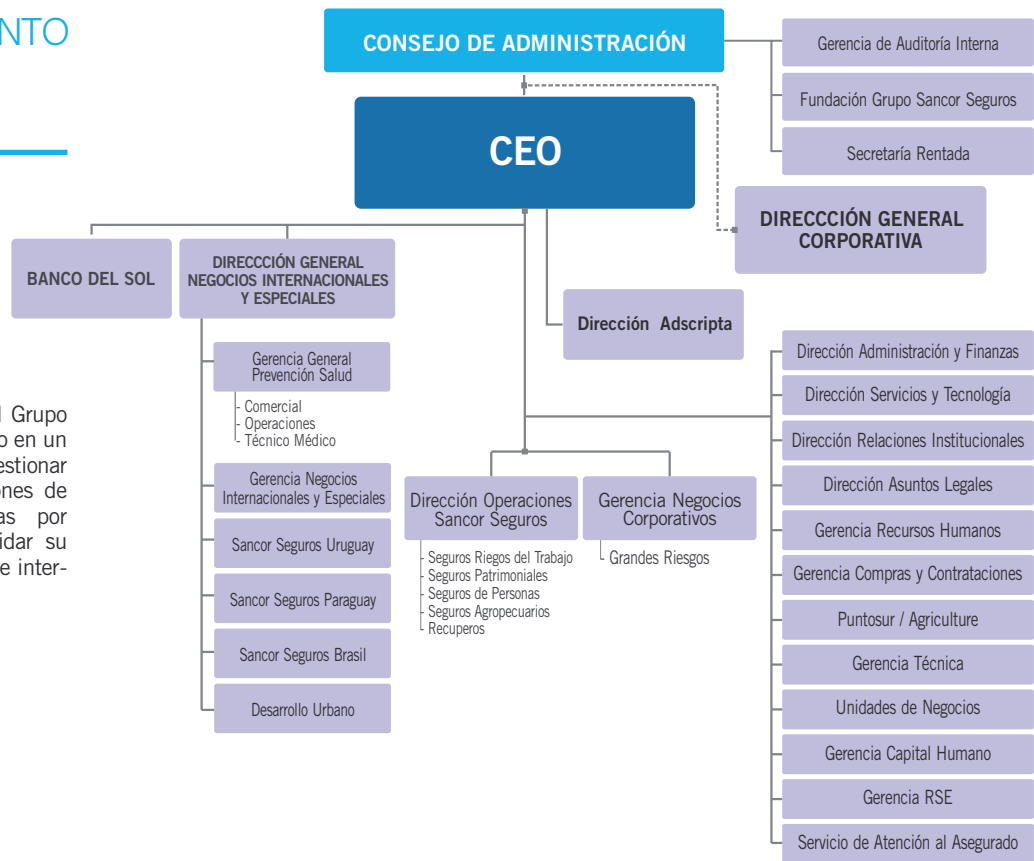 NTO
l Grupo
o en un
estionar
ones de
as por
idar su
e inter-
CONSEJO DE ADMINISTRACIÓN
Gerencia de Auditoría Interna
Fundación Grupo Sancor Seguros
Secretaría Rentada
CEO
DIRECCCIÓN GENERAL
CORPORATIVA
BANCO DEL SOL
DIRECCCIÓN GENERAL
NEGOCIOS INTERNACIONALES
Y ESPECIALES
Dirección Adscripta
Gerencia General
Prevención Salud
- Comercial
- Operaciones
- Técnico Médico
Gerencia Negocios
Internacionales y Especiales
Sancor Seguros Uruguay
Sancor Seguros Paraguay
Sancor Seguros Brasil
Desarrollo Urbano
Dirección Operaciones
Sancor Seguros
- Seguros Riegos del Trabajo
- Seguros Patrimoniales
- Seguros de Personas
- Seguros Agropecuarios
- Recuperos
Gerencia Negocios
Corporativos
- Grandes Riesgos
Dirección Administración y Finanzas
Dirección Servicios y Tecnología
Dirección Relaciones Institucionales
Dirección Asuntos Legales
Gerencia Recursos Humanos
Gerencia Compras y Contrataciones
Puntosur / Agriculture
Gerencia Técnica
Unidades de Negocios
Gerencia Capital Humano
Gerencia RSE
Servicio de Atención al Asegurado